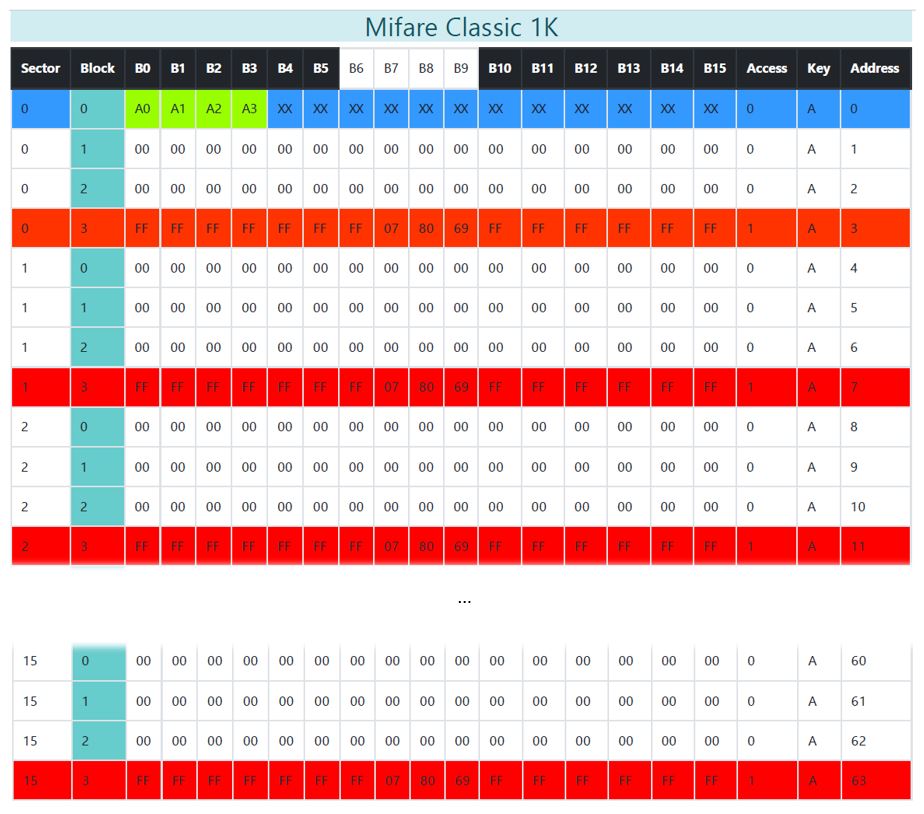 Mifare Classic 1K
Sector Block B0 B1 B2 B3 B4 B5 B6 B7 B8 B9 B10 B11 B12 B13 B14 B15 Access Key Address
0 0 A0 A1 A2 A3 XX XX XX XX XX XX XX XX XX XX XX XX 0 A 0
0 1 00 00 00 00 00 00 00 00 00 00 00 00 00 00 00 00 0 A 1
0 2 00 00 00 00 00 00 00 00 00 00 00 00 00 00 00 00 0 A 2
0 3 FF FF FF FF FF FF FF 07 80 69 FF FF FF FF FF FF 1 A 3
1 0 00 00 00 00 00 00 00 00 00 00 00 00 00 00 00 00 0 A 4
1 1 00 00 00 00 00 00 00 00 00 00 00 00 00 00 00 00 0 A 5
1 2 00 00 00 00 00 00 00 00 00 00 00 00 00 00 00 00 0 A 6
1 3 FF FF FF FF FF FF FF 07 80 69 FF FF FF FF FF FF 1 A 7
2 0 00 00 00 00 00 00 00 00 00 00 00 00 00 00 00 00 0 A 8
2 1 00 00 00 00 00 00 00 00 00 00 00 00 00 00 00 00 0 A 9
2 2 00 00 00 00 00 00 00 00 00 00 00 00 00 00 00 00 0 A 10
2 3 FF FF FF FF FF FF FF 07 80 69 FF FF FF FF FF FF 1 A 11
...
15 0 00 00 00 00 00 00 00 00 00 00 00 00 00 00 00 00 0 A 60
15 1 00 00 00 00 00 00 00 00 00 00 00 00 00 00 00 00 0 A 61
15 2 00 00 00 00 00 00 00 00 00 00 00 00 00 00 00 00 0 A 62
15 3 FF FF FF FF FF FF FF 07 80 69 FF FF FF FF FF FF 1 A 63